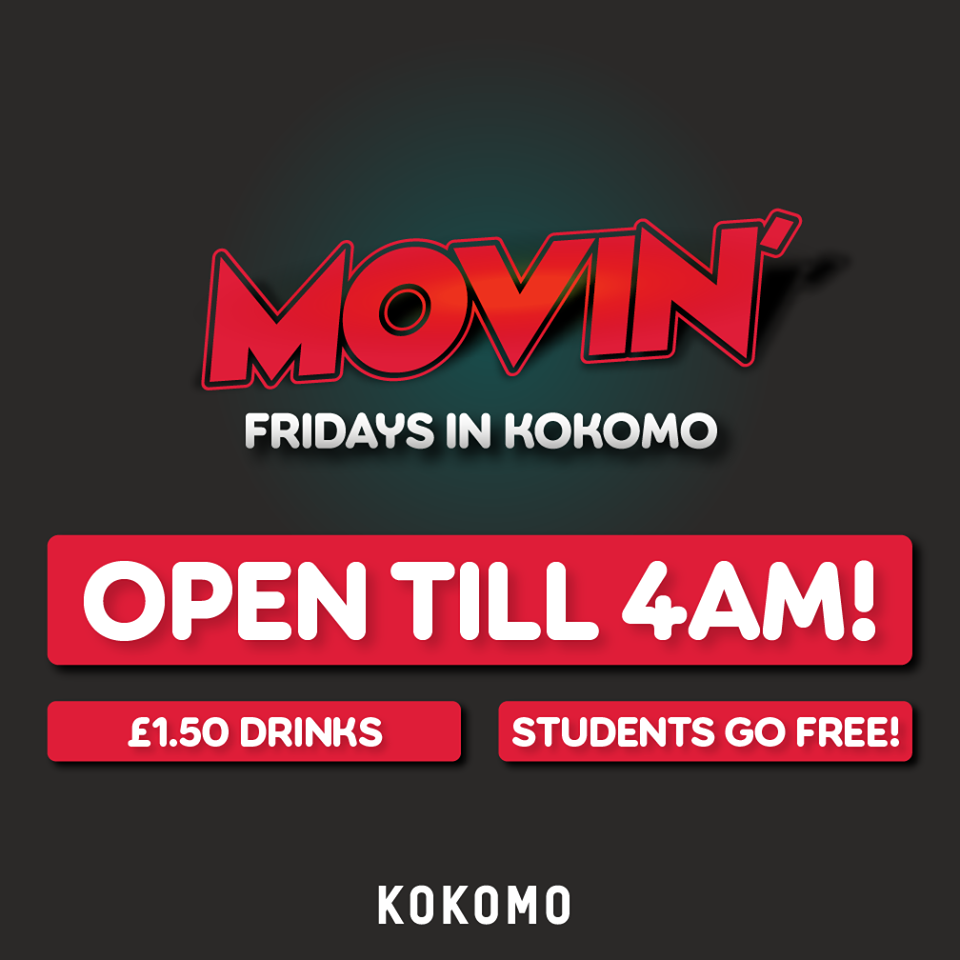 MOVIN'
FRIDAYS IN KOKOMO
OPEN TILL 4AM!
£1.50 DRINKS
STUDENTS GO FREE!
KOKOMO